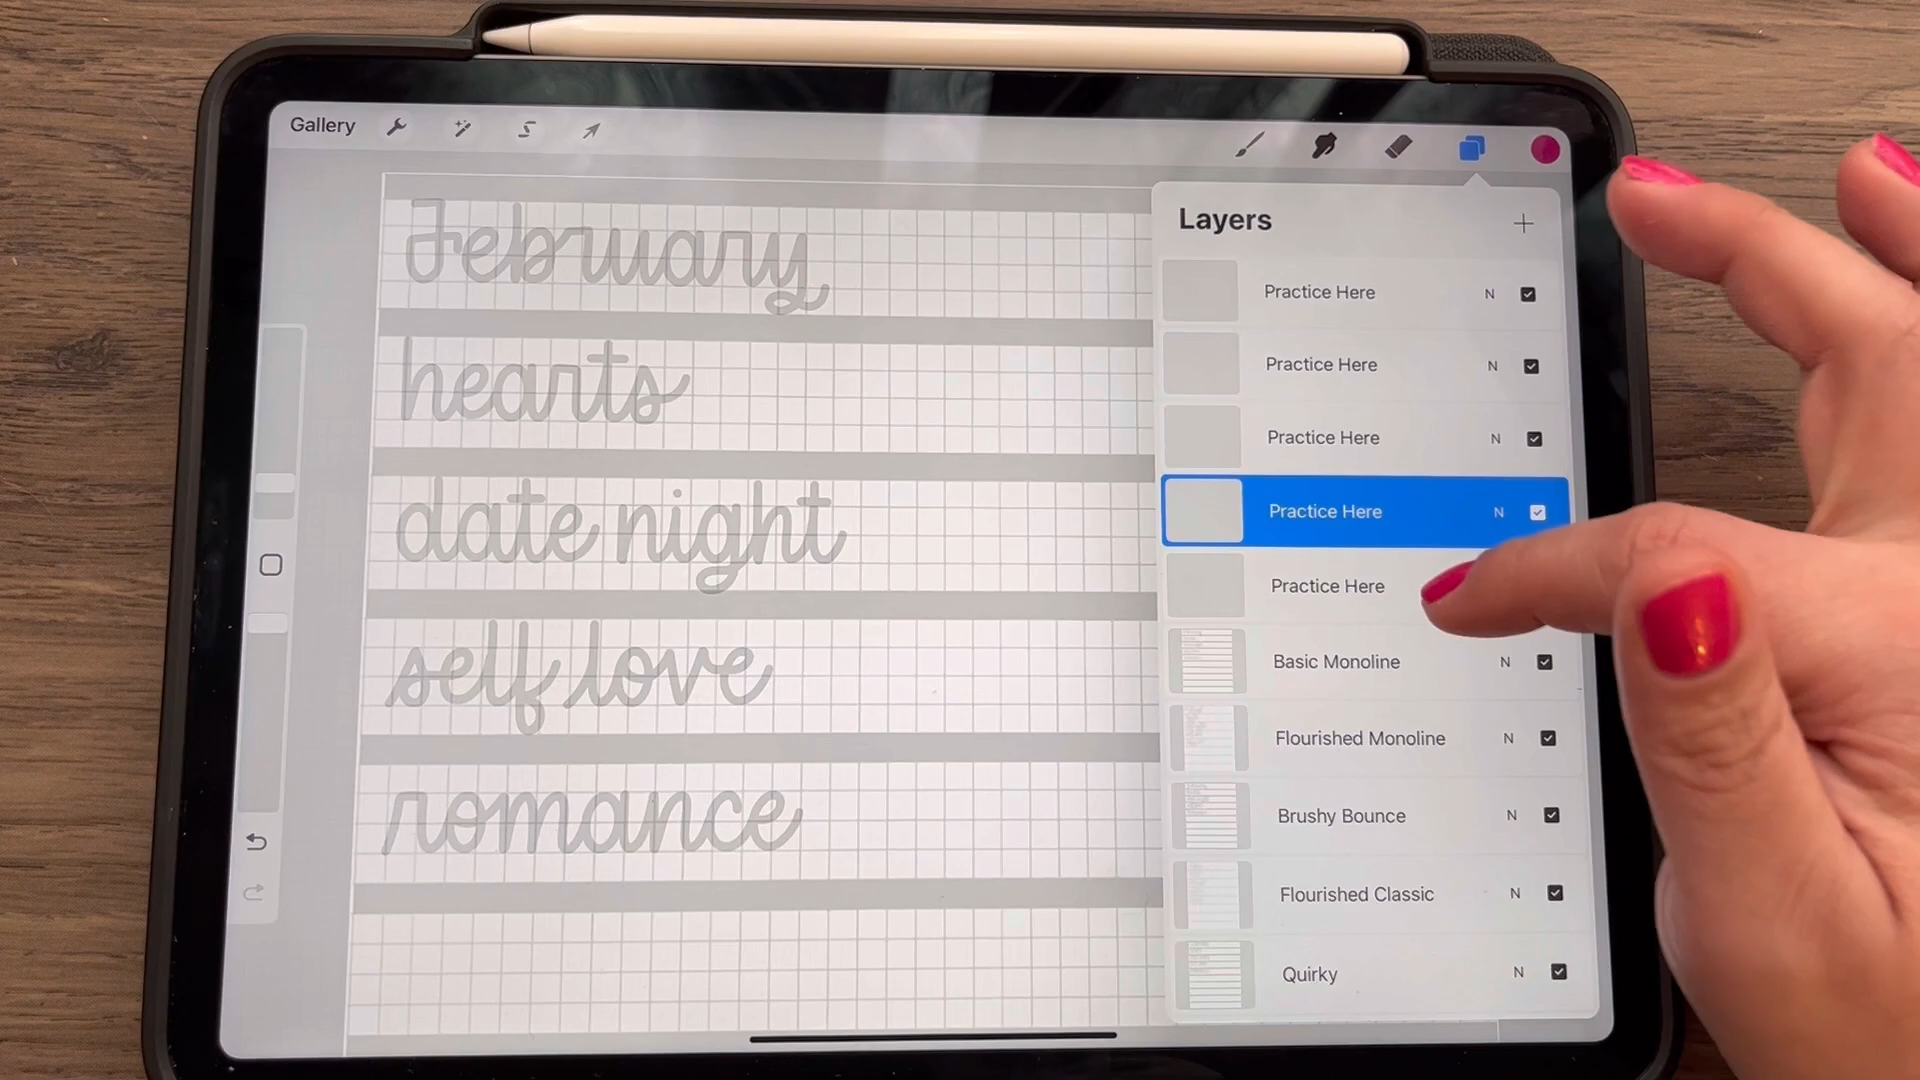 Gallery
February
hearts
date night
self love
romance
Layers
Practice Here N
Practice Here N
Practice Here N
Practice Here N
Practice Here
Basic Monoline N
Flourished Monoline N
Brushy Bounce N
Flourished Classic N
Quirky N